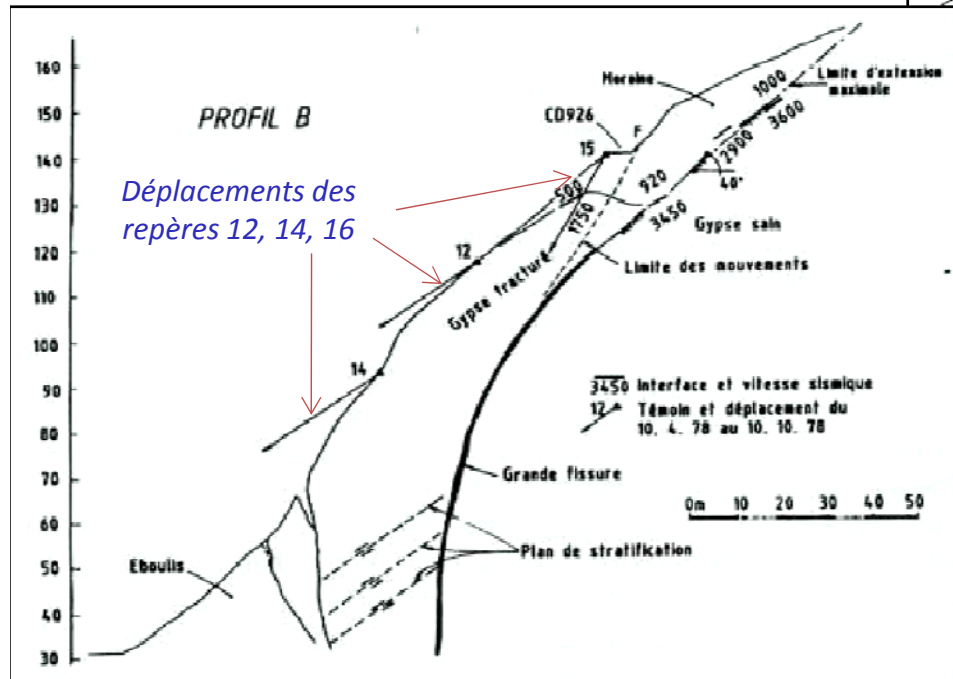 160
150
140
130
120
110
100
90
80
70
60
50
40
30
PROFIL B
Déplacements des
repères 12, 14, 16
Moraine
CD926
F
15
12
14
500
1750
920
3450
2900
3600
1000
40°
Limite d'extension
maximale
Gypse sain
Limite des mouvements
Gypse fracturé
3450 Interface et vitesse sismique
12 Témoin et déplacement du
10. 4. 78 au 10. 10. 78
Grande fissure
0m 10 20 30 40 50
Plan de stratification
Eboulis